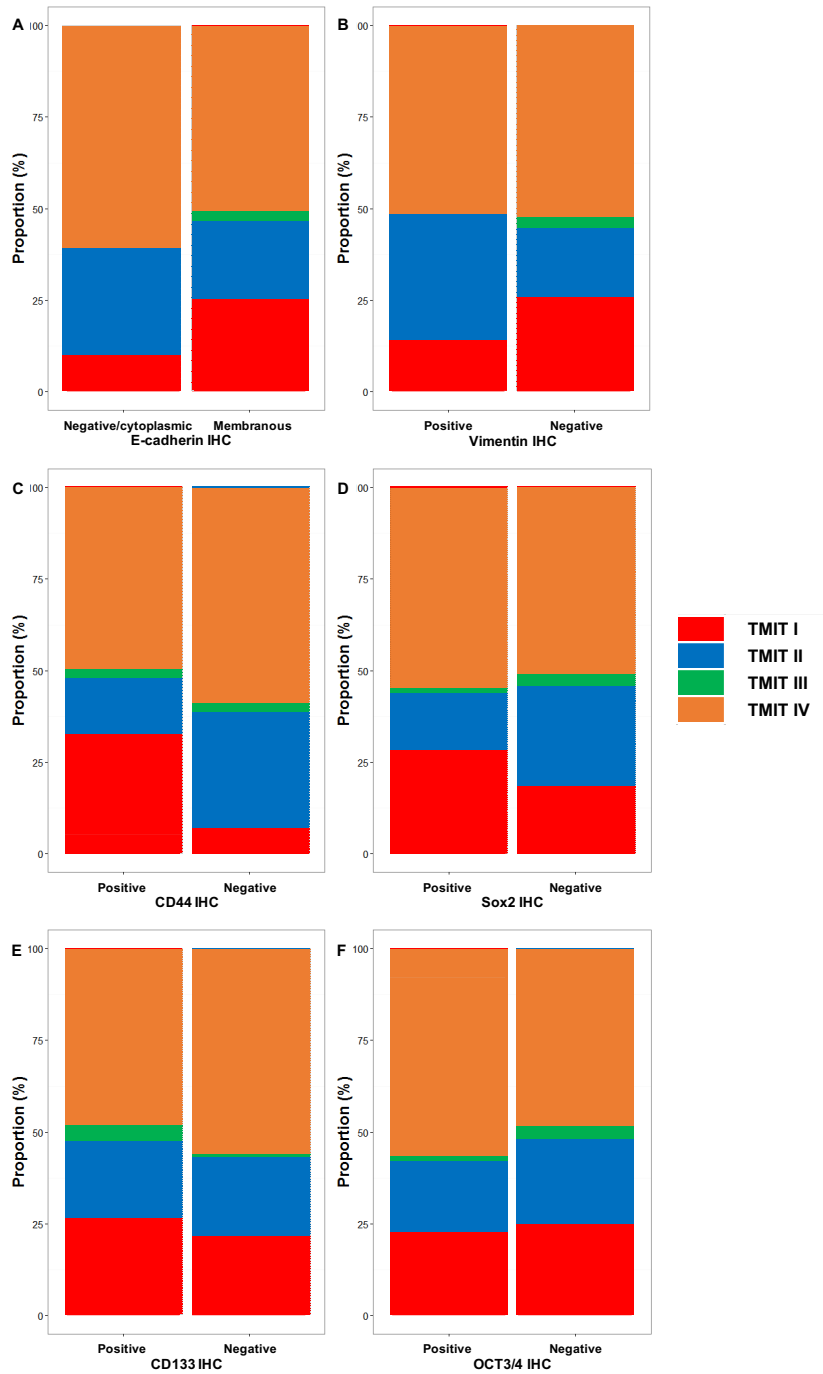 A
100
75
50
25
0
Proportion (%)
Negative/cytoplasmic Membranous
E-cadherin IHC
B
00
75
50
25
0
Proportion (%)
Positive Negative
Vimentin IHC
C
100
75
50
25
0
Proportion (%)
Positive Negative
CD44 IHC
D
00
75
50
25
0
Proportion (%)
Positive Negative
Sox2 IHC
TMIT I
TMIT II
TMIT III
TMIT IV
E
100
75
50
25
0
Proportion (%)
Positive Negative
CD133 IHC
F
100
75
50
25
0
Proportion (%)
Positive Negative
OCT3/4 IHC